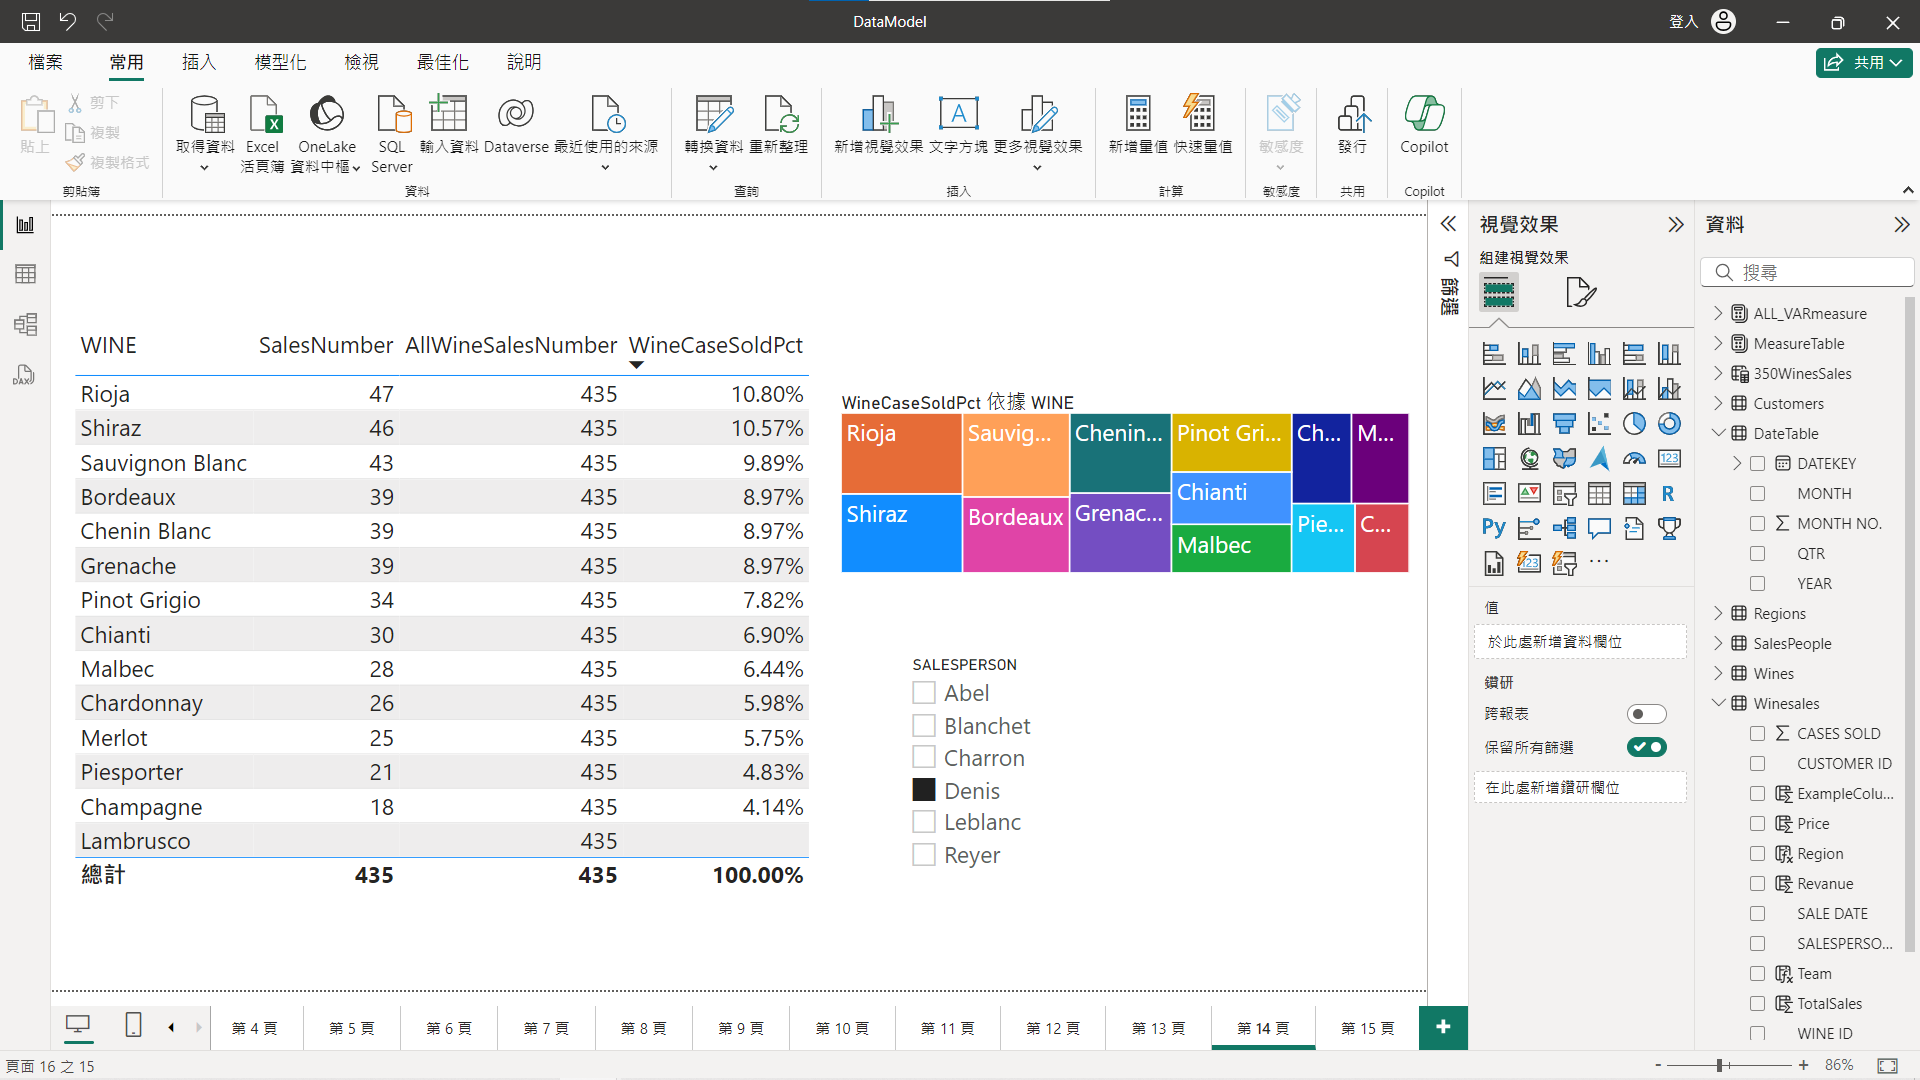 DataModel
登入
檔案
常用
插入
模型化
檢視
最佳化
說明
共用
貼上
剪下
複製
複製格式
剪貼簿
取得資料
Excel
活頁簿
OneLake
資料中樞
SQL
Server
輸入資料
Dataverse
最近使用的來源
資料
轉換資料
重新整理
查詢
新增視覺效果
文字方塊
更多視覺效果
插入
新增量值
快速量值
計算
敏感度
敏感度
發行
共用
Copilot
Copilot
WINE SalesNumber AllWineSalesNumber WineCaseSoldPct
Rioja 47 435 10.80%
Shiraz 46 435 10.57%
Sauvignon Blanc 43 435 9.89%
Bordeaux 39 435 8.97%
Chenin Blanc 39 435 8.97%
Grenache 39 435 8.97%
Pinot Grigio 34 435 7.82%
Chianti 30 435 6.90%
Malbec 28 435 6.44%
Chardonnay 26 435 5.98%
Merlot 25 435 5.75%
Piesporter 21 435 4.83%
Champagne 18 435 4.14%
Lambrusco 435
總計 435 435 100.00%
WineCaseSoldPct 依據 WINE
Rioja
Shiraz
Sauvig...
Bordeaux
Chenin...
Grenac...
Pinot Gri...
Chianti
Malbec
Ch...
M...
Pie...
C...
SALESPERSON
Abel
Blanchet
Charron
Denis
Leblanc
Reyer
篩選
視覺效果
組建視覺效果
值
於此處新增資料欄位
鑽研
跨報表
保留所有篩選
在此處新增鑽研欄位
資料
搜尋
ALL_VARmeasure
MeasureTable
350WinesSales
Customers
DateTable
DATEKEY
MONTH
MONTH NO.
QTR
YEAR
Regions
SalesPeople
Wines
Winesales
CASES SOLD
CUSTOMER ID
ExampleColu...
Price
Region
Revanue
SALE DATE
SALESPERSO...
Team
TotalSales
WINE ID
第 4 頁
第 5 頁
第 6 頁
第 7 頁
第 8 頁
第 9 頁
第 10 頁
第 11 頁
第 12 頁
第 13 頁
第 14 頁
第 15 頁
頁面 16 之 15
86%